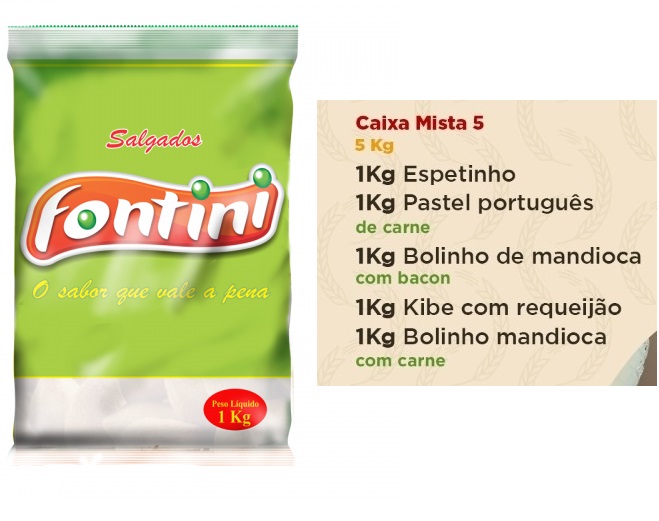 Salgados
fontini
O sabor que vale a pena
Peso Líquido
1 Kg
Caixa Mista 5
5 Kg
1Kg Espetinho
1Kg Pastel português
de carne
1Kg Bolinho de mandioca
com bacon
1Kg Kibe com requeijão
1Kg Bolinho mandioca
com carne